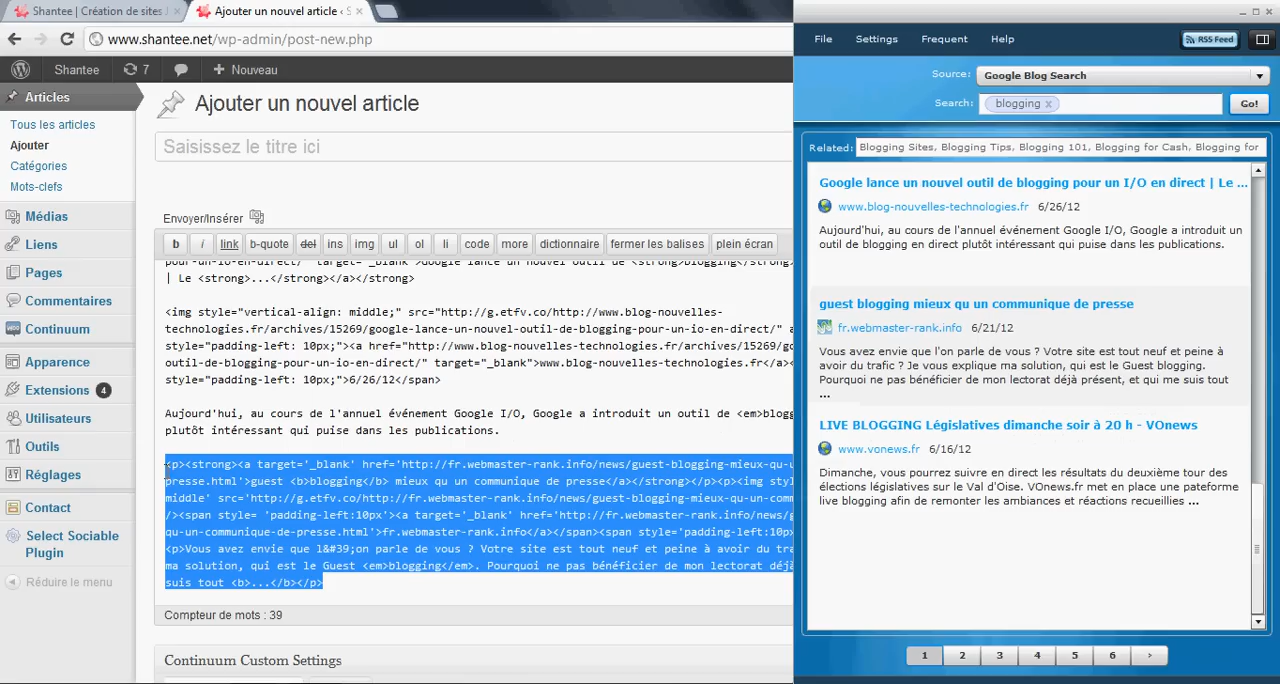 Shantee | Création de sites
Ajouter un nouvel article ‹ S
www.shantee.net/wp-admin/post-new.php
Shantee 7 Nouveau
Articles
Tous les articles
Ajouter
Catégories
Mots-clefs
Médias
Liens
Pages
Commentaires
Continuum
Apparence
Extensions 4
Utilisateurs
Outils
Réglages
Contact
Select Sociable
Plugin
Réduire le menu
Ajouter un nouvel article
Saisissez le titre ici
Envoyer/Insérer
b i link b-quote del ins img ul ol li code more dictionnaire fermer les balises plein écran
pour-un-io-en-direct/" target="_blank">Google lance un nouvel outil de <strong>blogging</strong>
| Le <strong>...</strong></a></strong>
<img style="vertical-align: middle;" src="http://g.etfv.co/http://www.blog-nouvelles-
technologies.fr/archives/15269/google-lance-un-nouvel-outil-de-blogging-pour-un-io-en-direct/" a
style="padding-left: 10px;"><a href="http://www.blog-nouvelles-technologies.fr/archives/15269/go
outil-de-blogging-pour-un-io-en-direct/" target="_blank">www.blog-nouvelles-technologies.fr</a>
style="padding-left: 10px;">6/26/12</span>
Aujourd'hui, au cours de l'annuel événement Google I/O, Google a introduit un outil de <em>blogg
plutôt intéressant qui puise dans les publications.
<p><strong><a target='_blank' href='http://fr.webmaster-rank.info/news/guest-blogging-mieux-qu-u
presse.html'>guest <b>blogging</b> mieux qu un communique de presse</a></strong></p><p><img styl
middle' src='http://g.etfv.co/http://fr.webmaster-rank.info/news/guest-blogging-mieux-qu-un-comm
/><span style= 'padding-left:10px'><a target='_blank' href='http://fr.webmaster-rank.info/news/g
qu-un-communique-de-presse.html'>fr.webmaster-rank.info</a></span><span style='padding-left:10p
<p>Vous avez envie que l&#39;on parle de vous ? Votre site est tout neuf et peine à avoir du tra
ma solution, qui est le Guest <em>blogging</em>. Pourquoi ne pas bénéficier de mon lectorat déjà
suis tout <b>...</b></p>
Compteur de mots : 39
Continuum Custom Settings
File Settings Frequent Help RSS Feed
Source: Google Blog Search
Search: blogging x Go!
Related: Blogging Sites, Blogging Tips, Blogging 101, Blogging for Cash, Blogging for
Google lance un nouvel outil de blogging pour un I/O en direct | Le ...
www.blog-nouvelles-technologies.fr 6/26/12
Aujourd'hui, au cours de l'annuel événement Google I/O, Google a introduit un
outil de blogging en direct plutôt intéressant qui puise dans les publications.
guest blogging mieux qu un communique de presse
fr.webmaster-rank.info 6/21/12
Vous avez envie que l'on parle de vous ? Votre site est tout neuf et peine à
avoir du trafic ? Je vous explique ma solution, qui est le Guest blogging.
Pourquoi ne pas bénéficier de mon lectorat déjà présent, et qui me suis tout
...
LIVE BLOGGING Législatives dimanche soir à 20 h - VOnews
www.vonews.fr 6/16/12
Dimanche, vous pourrez suivre en direct les résultats du deuxième tour des
élections législatives sur le Val d'Oise. VOnews.fr met en place une pateforme
live blogging afin de remonter les ambiances et réactions recueillies ...
1 2 3 4 5 6 >